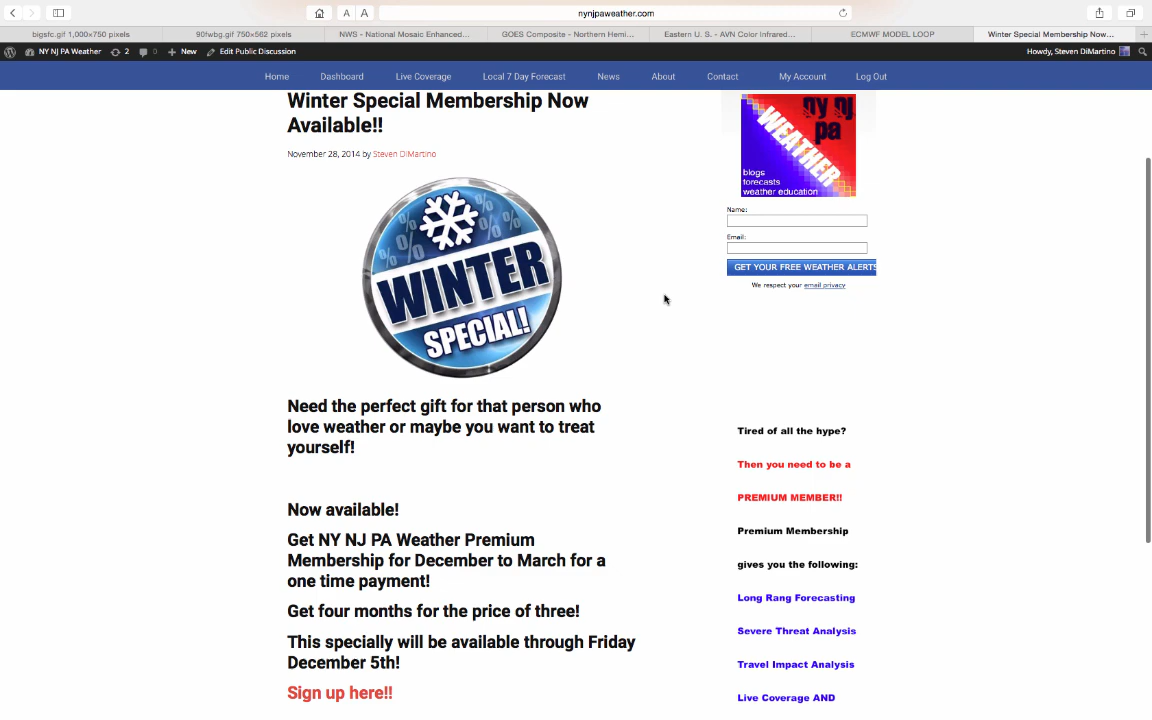 nynjpaweather.com
bigsfc.gif 1,000x750 pixels
90fwbg.gif 750×562 pixels
NWS - National Mosaic Enhanced...
GOES Composite - Northern Hemi...
Eastern U. S. - AVN Color Infrared...
ECMWF MODEL LOOP
Winter Special Membership Now...
NY NJ PA Weather 2 0 New Edit Public Discussion Howdy, Steven DiMartino
Home Dashboard Live Coverage Local 7 Day Forecast News About Contact My Account Log Out
Winter Special Membership Now
Available!!
November 28, 2014 by Steven DiMartino
% % % % % %
WINTER
SPECIAL!
Need the perfect gift for that person who
love weather or maybe you want to treat
yourself!
Now available!
Get NY NJ PA Weather Premium
Membership for December to March for a
one time payment!
Get four months for the price of three!
This specially will be available through Friday
December 5th!
Sign up here!!
ny nj
pa
WEATHER
blogs
forecasts
weather education
Name:
Email:
GET YOUR FREE WEATHER ALERTS
We respect your email privacy
Tired of all the hype?
Then you need to be a
PREMIUM MEMBER!!
Premium Membership
gives you the following:
Long Rang Forecasting
Severe Threat Analysis
Travel Impact Analysis
Live Coverage AND